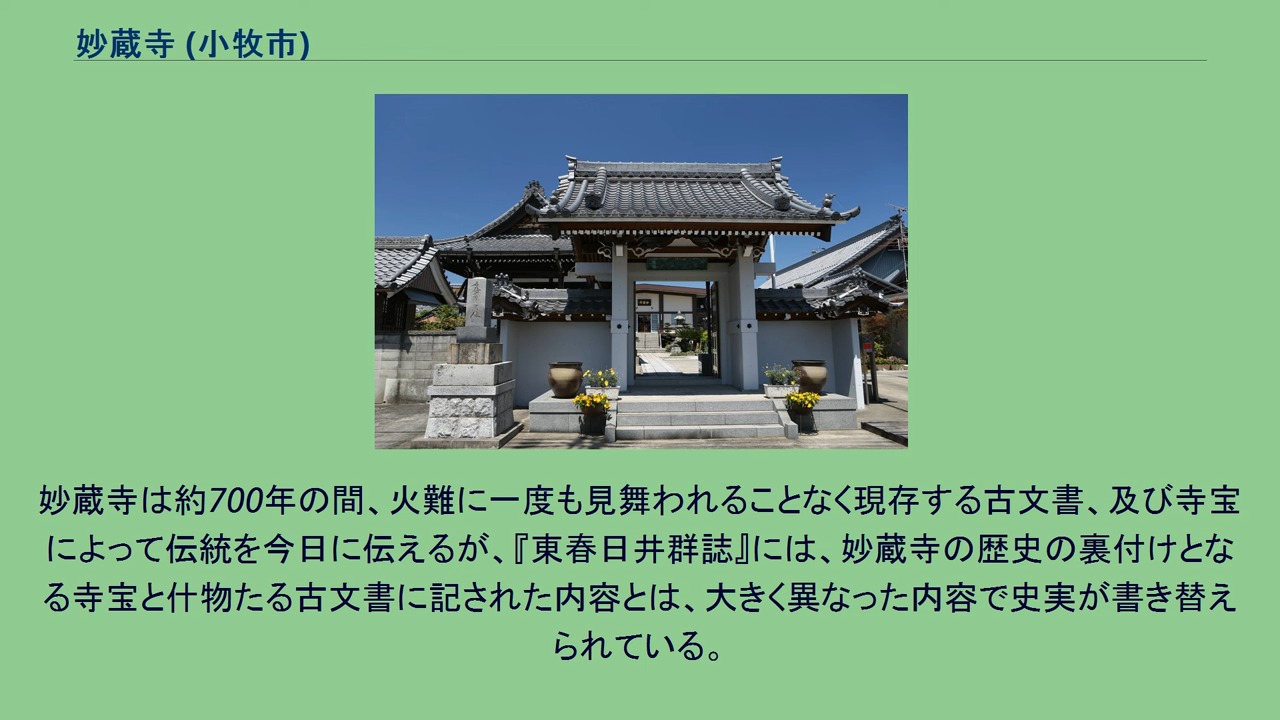 妙蔵寺 (小牧市)
妙蔵寺は約700年の間、火難に一度も見舞われることなく現存する古文書、及び寺宝
によって伝統を今日に伝えるが、『東春日井群誌』には、妙蔵寺の歴史の裏付けとな
る寺宝と什物たる古文書に記された内容とは、大きく異なった内容で史実が書き替え
られている。